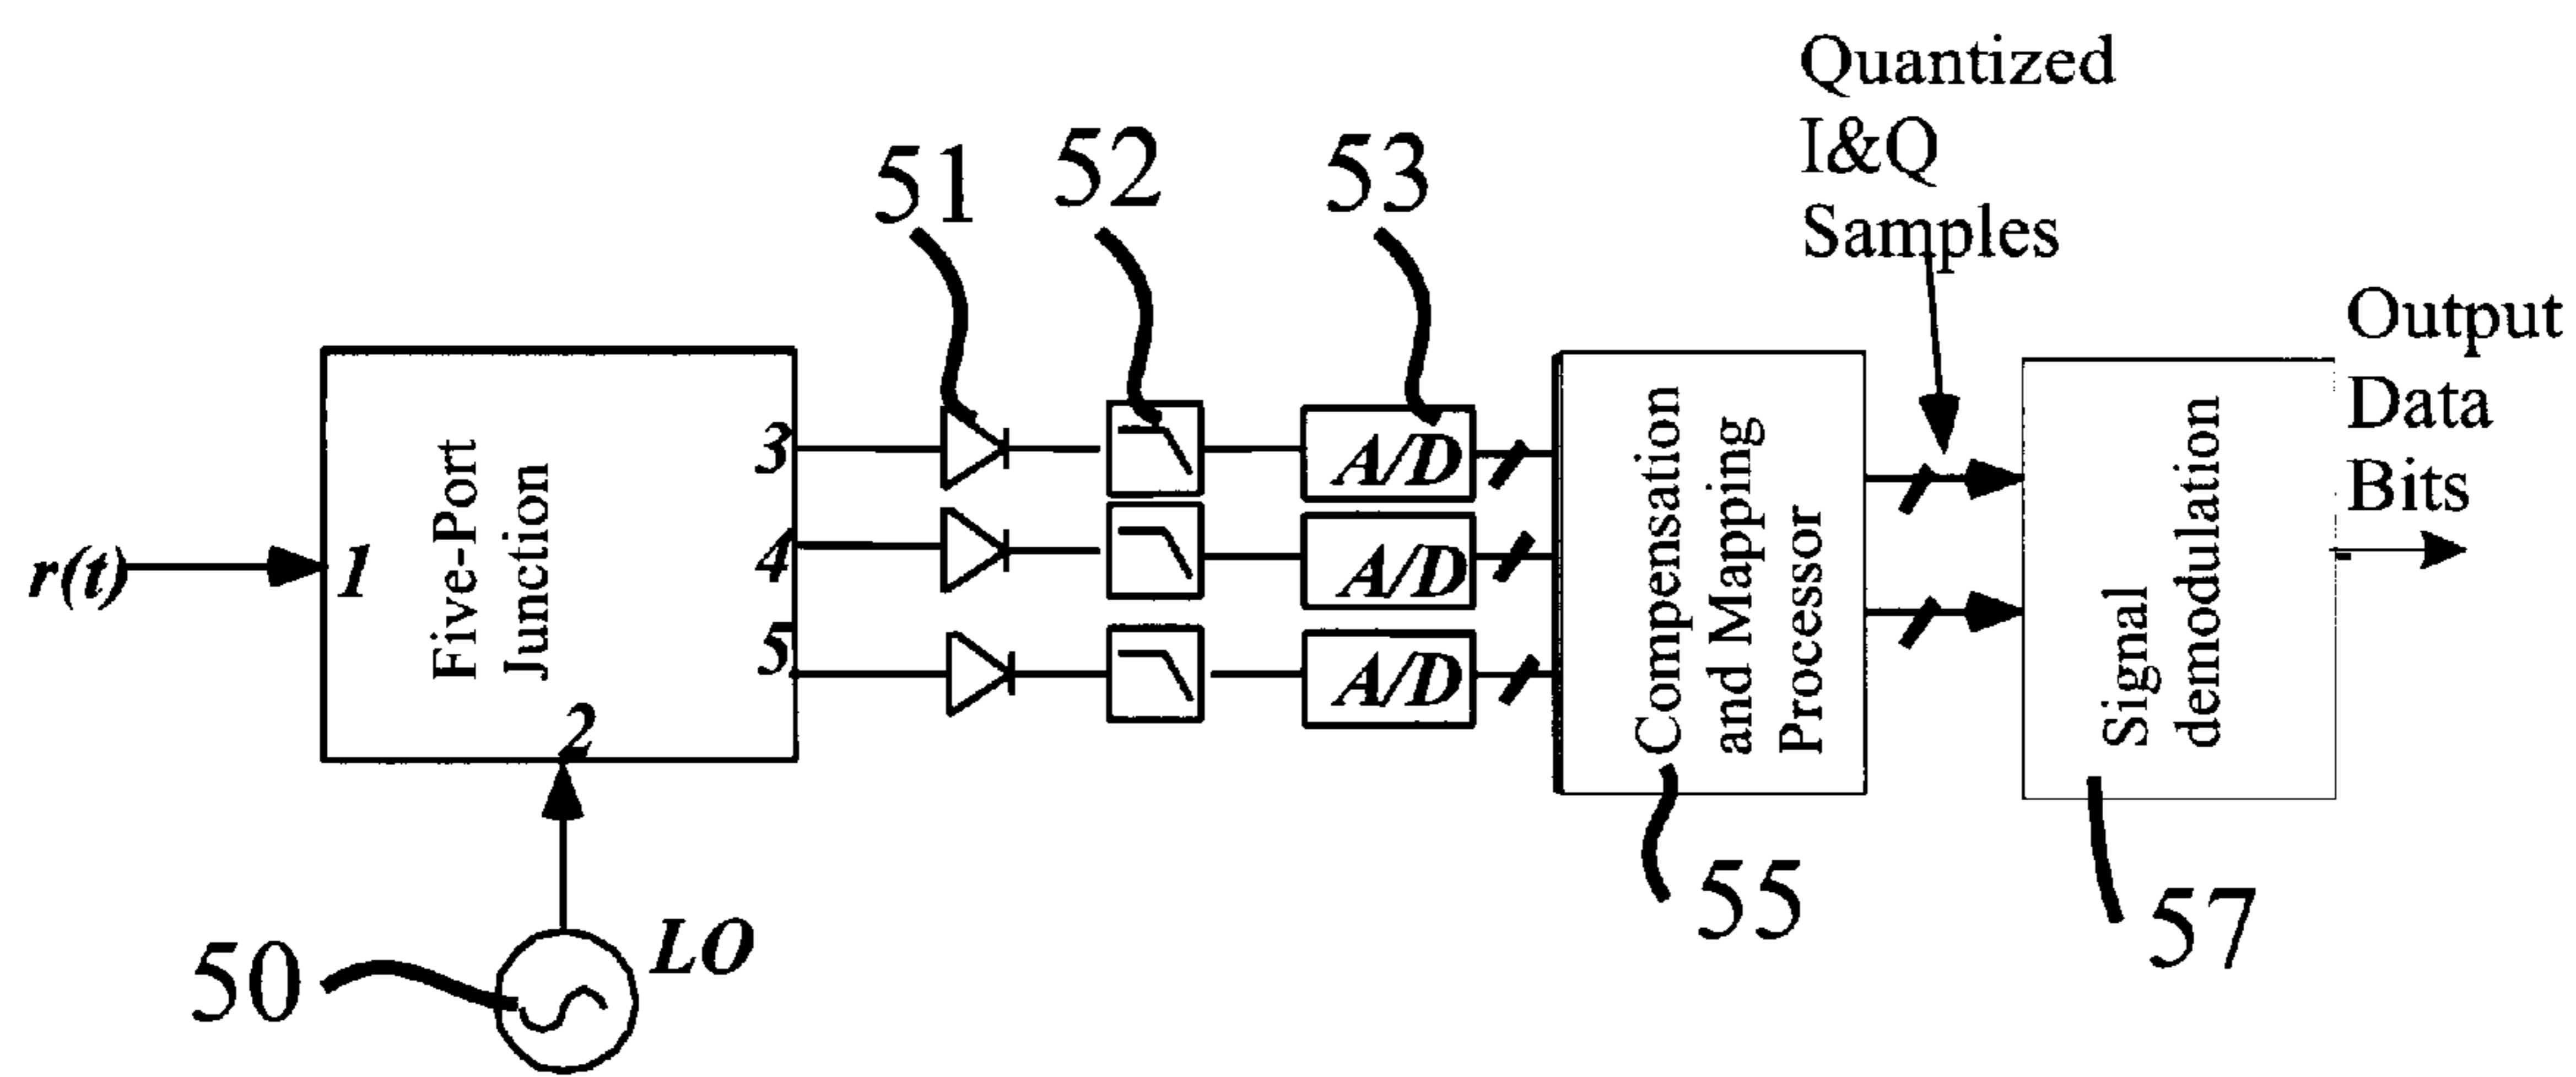 Quantized
I&Q
Samples
51
52
53
Output
Data
Bits
r(t)
1
Five-Port
Junction
3
4
5
2
A/D
A/D
A/D
Compensation
and Mapping
Processor
Signal
demodulation
50
LO
55
57